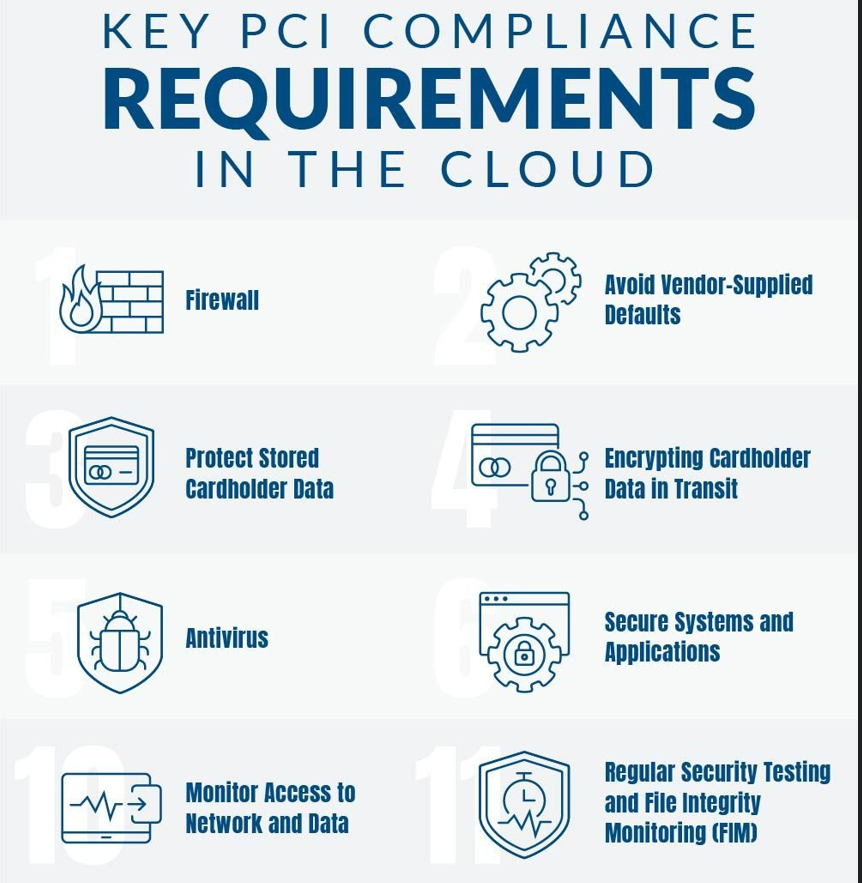 KEY PCI COMPLIANCE
REQUIREMENTS
IN THE CLOUD
1
Firewall
2
Avoid Vendor-Supplied
Defaults
3
Protect Stored
Cardholder Data
4
Encrypting Cardholder
Data in Transit
5
Antivirus
6
Secure Systems and
Applications
10
Monitor Access to
Network and Data
11
Regular Security Testing
and File Integrity
Monitoring (FIM)